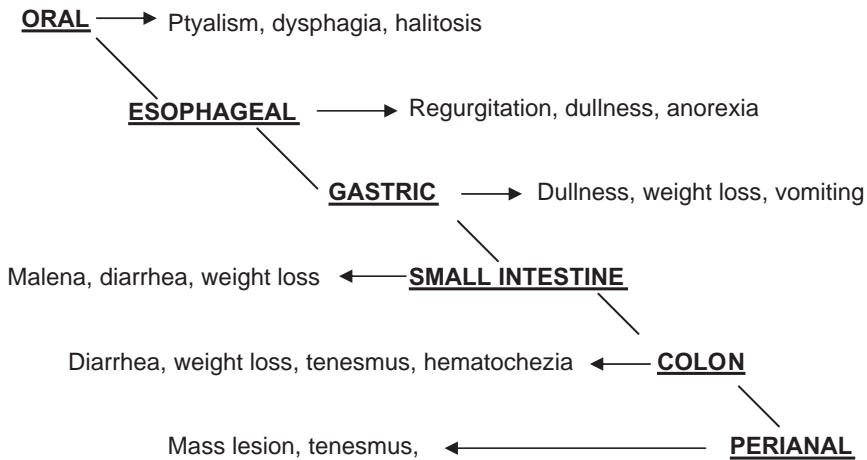 ORAL Ptyalism, dysphagia, halitosis
ESOPHAGEAL Regurgitation, dullness, anorexia
GASTRIC Dullness, weight loss, vomiting
Malena, diarrhea, weight loss SMALL INTESTINE
Diarrhea, weight loss, tenesmus, hematochezia COLON
Mass lesion, tenesmus, PERIANAL